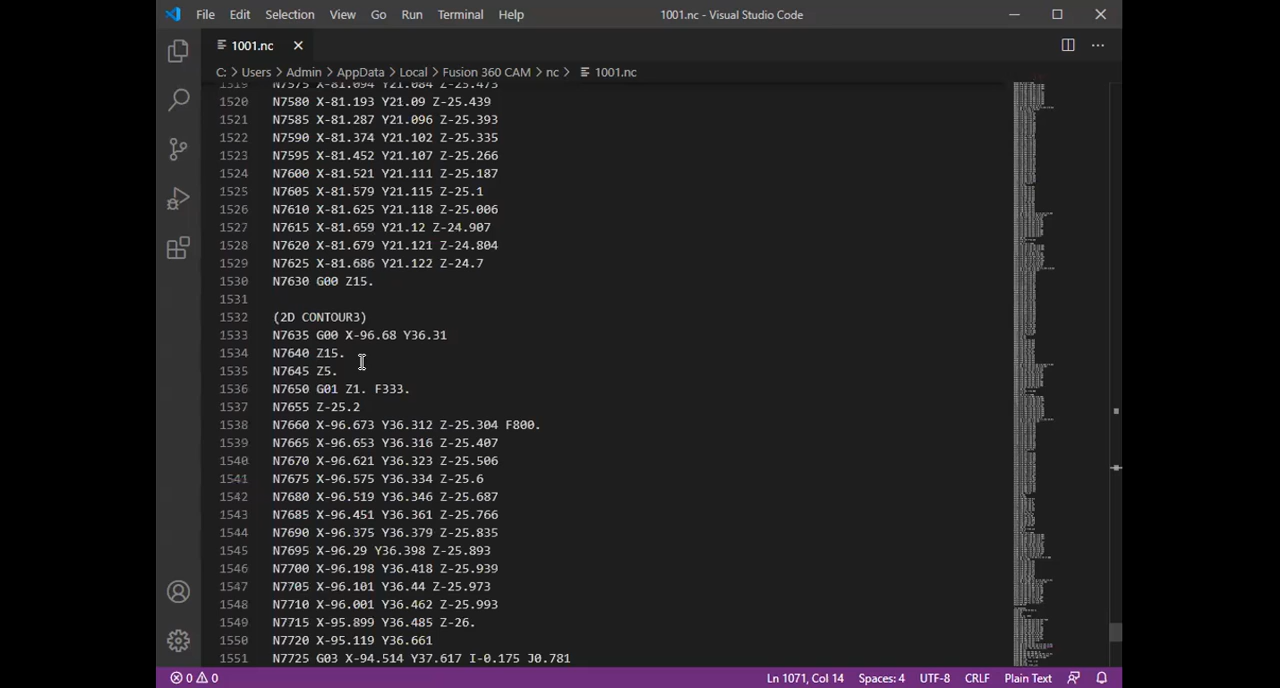 File Edit Selection View Go Run Terminal Help 1001.nc - Visual Studio Code
1001.nc
C: > Users > Admin > AppData > Local > Fusion 360 CAM > nc > 1001.nc
1519 N7575 X-81.094 Y21.084 Z-25.473
1520 N7580 X-81.193 Y21.09 Z-25.439
1521 N7585 X-81.287 Y21.096 Z-25.393
1522 N7590 X-81.374 Y21.102 Z-25.335
1523 N7595 X-81.452 Y21.107 Z-25.266
1524 N7600 X-81.521 Y21.111 Z-25.187
1525 N7605 X-81.579 Y21.115 Z-25.1
1526 N7610 X-81.625 Y21.118 Z-25.006
1527 N7615 X-81.659 Y21.12 Z-24.907
1528 N7620 X-81.679 Y21.121 Z-24.804
1529 N7625 X-81.686 Y21.122 Z-24.7
1530 N7630 G00 Z15.
1531
1532 (2D CONTOUR3)
1533 N7635 G00 X-96.68 Y36.31
1534 N7640 Z15.
1535 N7645 Z5.
1536 N7650 G01 Z1. F333.
1537 N7655 Z-25.2
1538 N7660 X-96.673 Y36.312 Z-25.304 F800.
1539 N7665 X-96.653 Y36.316 Z-25.407
1540 N7670 X-96.621 Y36.323 Z-25.506
1541 N7675 X-96.575 Y36.334 Z-25.6
1542 N7680 X-96.519 Y36.346 Z-25.687
1543 N7685 X-96.451 Y36.361 Z-25.766
1544 N7690 X-96.375 Y36.379 Z-25.835
1545 N7695 X-96.29 Y36.398 Z-25.893
1546 N7700 X-96.198 Y36.418 Z-25.939
1547 N7705 X-96.101 Y36.44 Z-25.973
1548 N7710 X-96.001 Y36.462 Z-25.993
1549 N7715 X-95.899 Y36.485 Z-26.
1550 N7720 X-95.119 Y36.661
1551 N7725 G03 X-94.514 Y37.617 I-0.175 J0.781
0 0 Ln 1071, Col 14 Spaces: 4 UTF-8 CRLF Plain Text